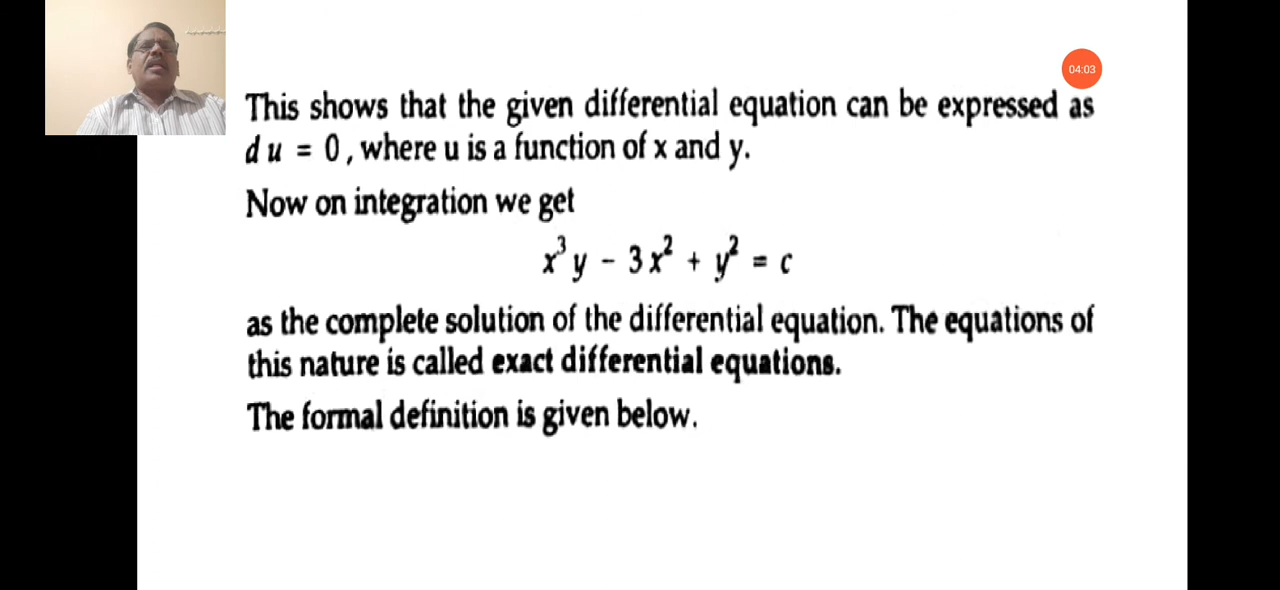 04:03
This shows that the given differential equation can be expressed as
d u = 0, where u is a function of x and y.
Now on integration we get
x³y - 3x² + y² = c
as the complete solution of the differential equation. The equations of
this nature is called exact differential equations.
The formal definition is given below.